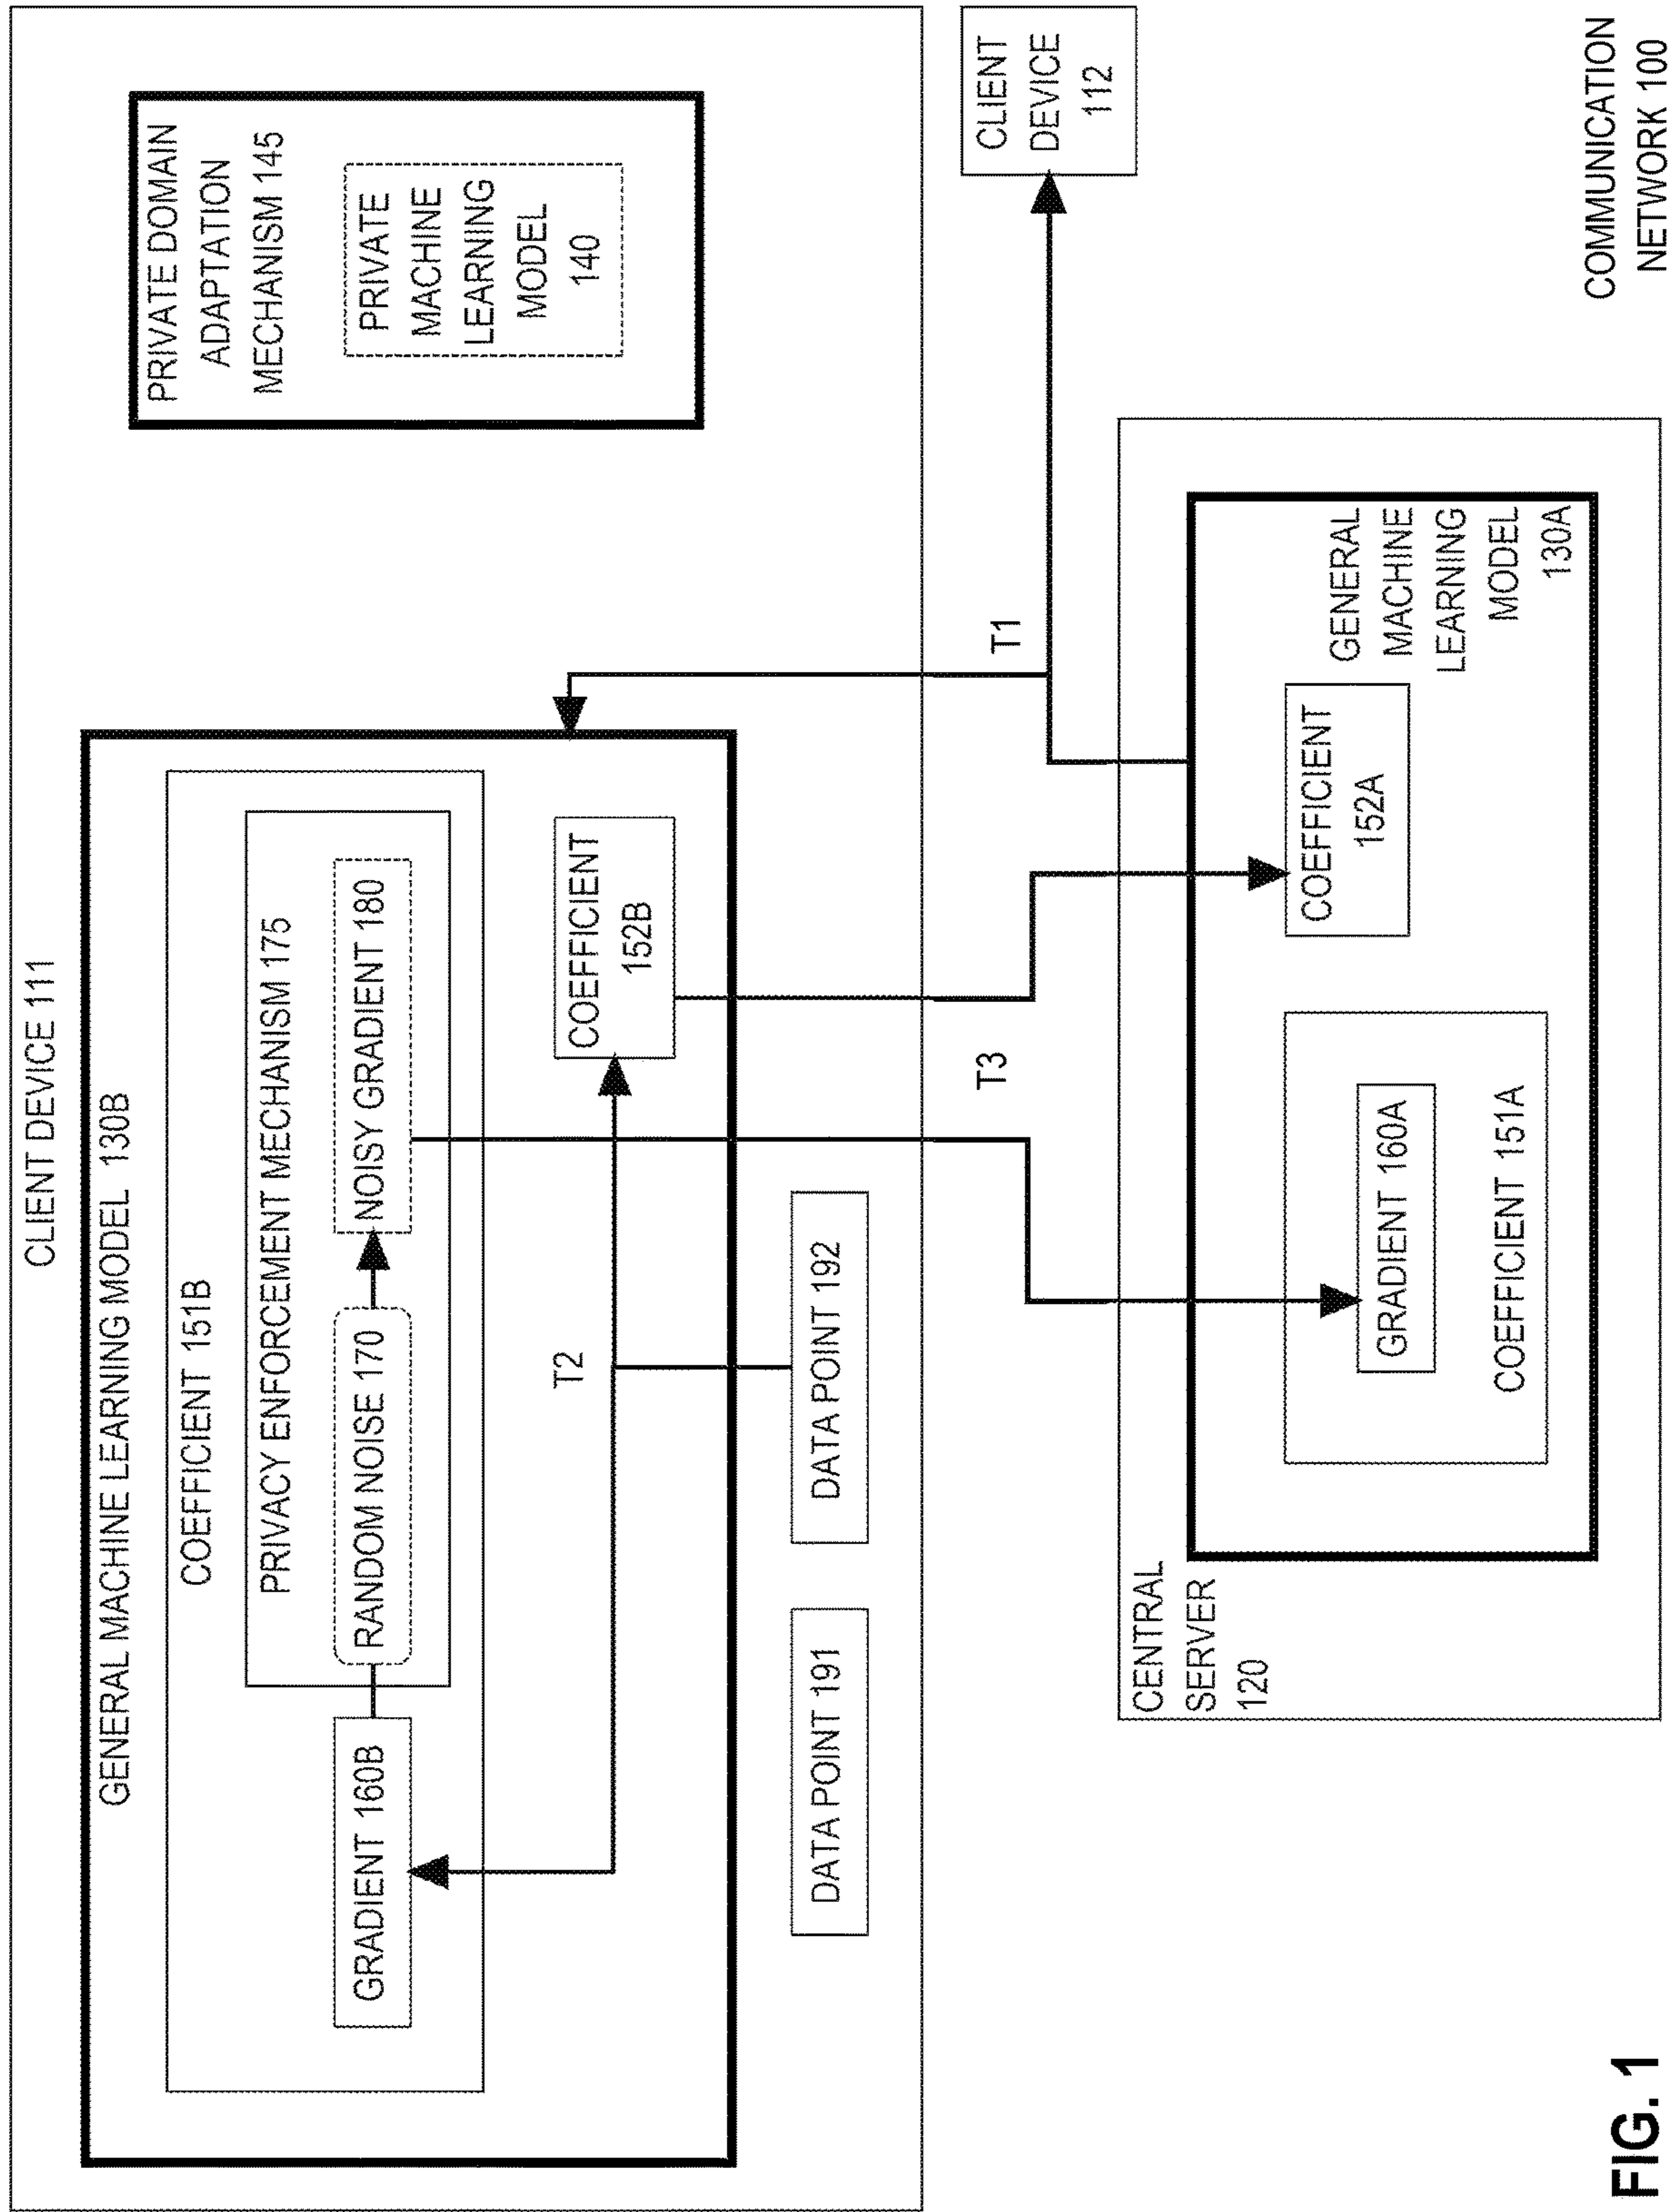 CLIENT DEVICE 111
GENERAL MACHINE LEARNING MODEL 130B
COEFFICIENT 151B
PRIVACY ENFORCEMENT MECHANISM 175
GRADIENT 160B
RANDOM NOISE 170
NOISY GRADIENT 180
T2
COEFFICIENT
152B
DATA POINT 191
DATA POINT 192
PRIVATE DOMAIN
ADAPTATION
MECHANISM 145
PRIVATE
MACHINE
LEARNING
MODEL
140
T3
T1
CLIENT
DEVICE
112
CENTRAL
SERVER
120
GRADIENT 160A
COEFFICIENT 151A
COEFFICIENT
152A
GENERAL
MACHINE
LEARNING
MODEL
130A
COMMUNICATION
NETWORK 100
FIG. 1